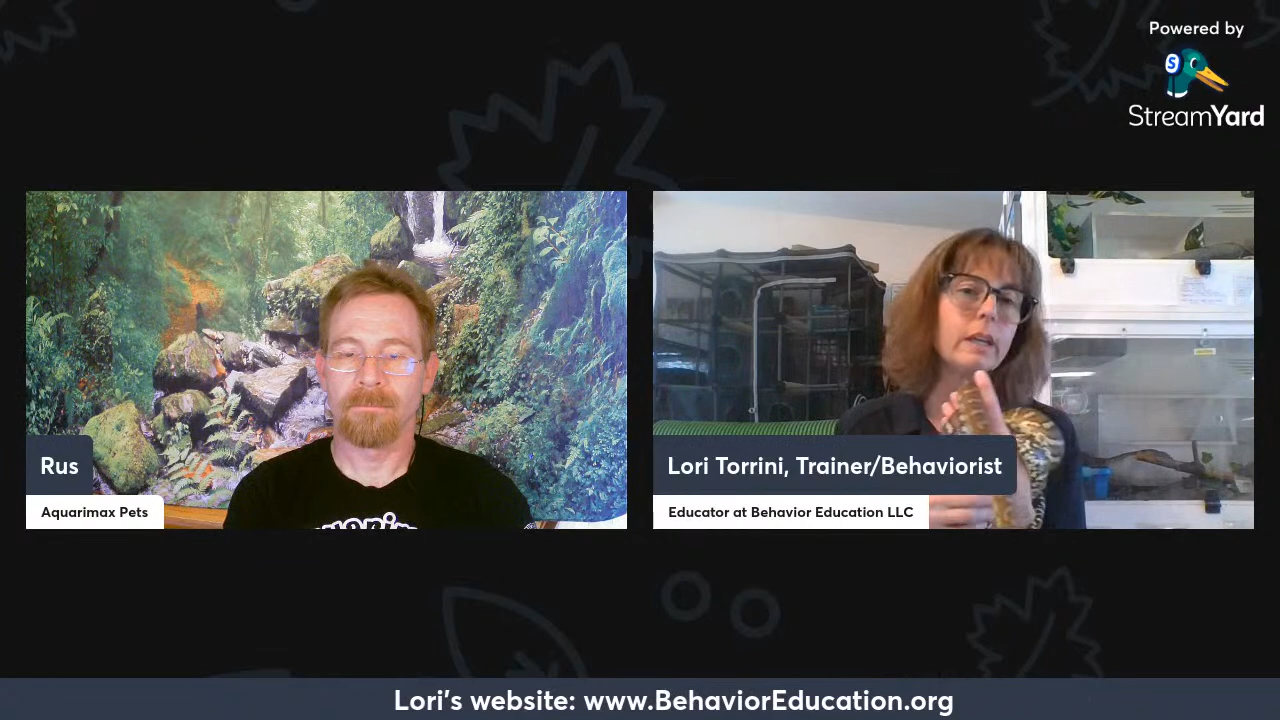 Powered by
StreamYard
Rus
Aquarimax Pets
Lori Torrini, Trainer/Behaviorist
Educator at Behavior Education LLC
Lori's website: www.BehaviorEducation.org